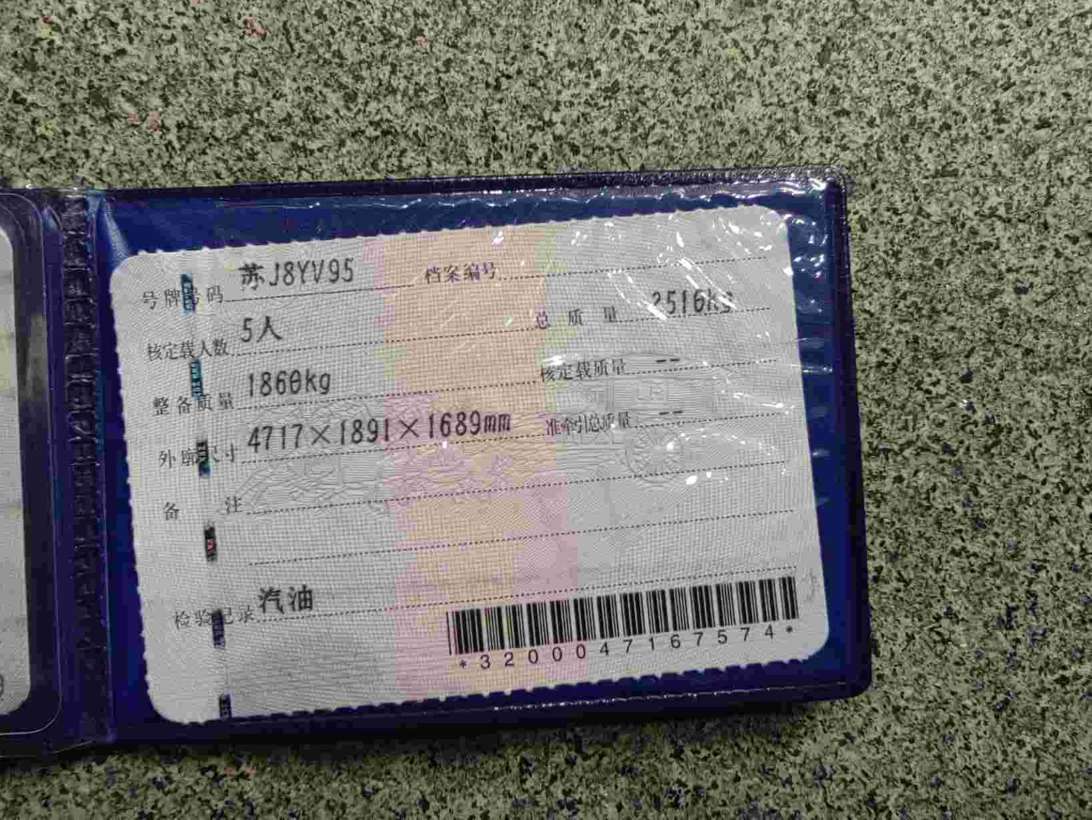 号牌号码 苏J8YV95 档案编号
核定载人数 5人 总质量 2516kg
整备质量 1860kg 核定载质量 --
外廓尺寸 4717×1891×1689mm 准牵引总质量 --
备注
检验记录 汽油
*3200047167574*